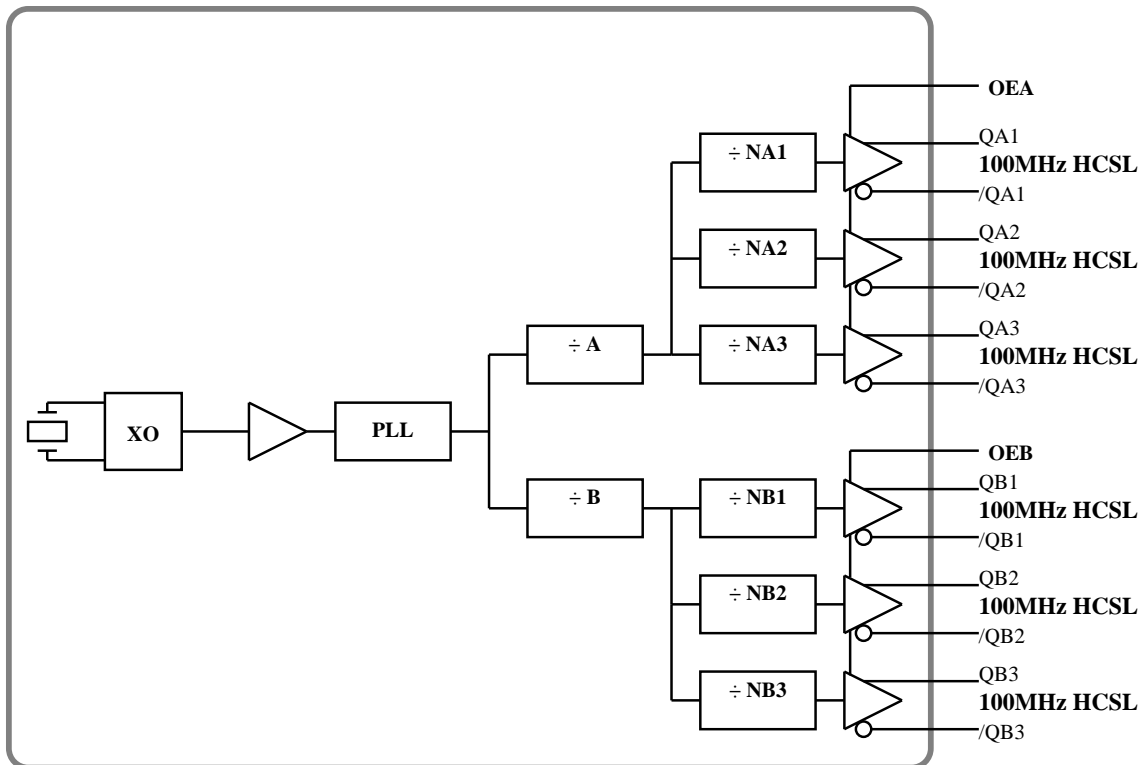 OEA
÷ NA1
QA1
100MHz HCSL
/QA1
÷ NA2
QA2
100MHz HCSL
/QA2
÷ A
÷ NA3
QA3
100MHz HCSL
/QA3
XO
PLL
OEB
÷ B
÷ NB1
QB1
100MHz HCSL
/QB1
÷ NB2
QB2
100MHz HCSL
/QB2
÷ NB3
QB3
100MHz HCSL
/QB3